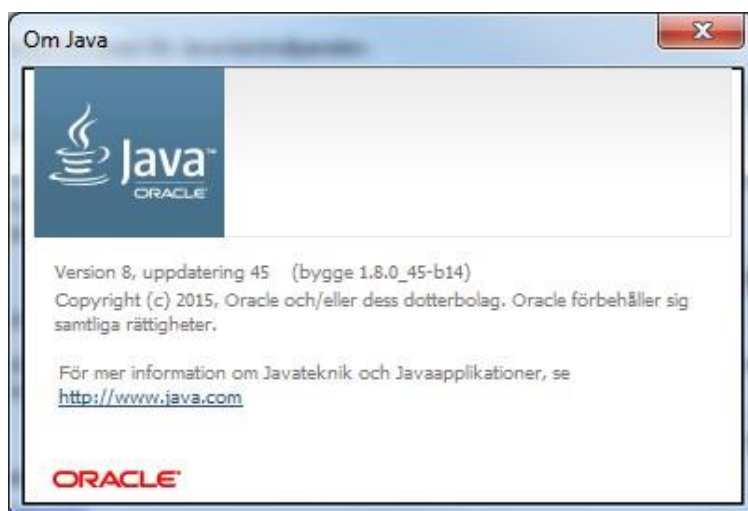 Om Java
Java™
ORACLE
Version 8, uppdatering 45 (bygge 1.8.0_45-b14)
Copyright (c) 2015, Oracle och/eller dess dotterbolag. Oracle förbehåller sig
samtliga rättigheter.
För mer information om Javateknik och Javaapplikationer, se
http://www.java.com
ORACLE®